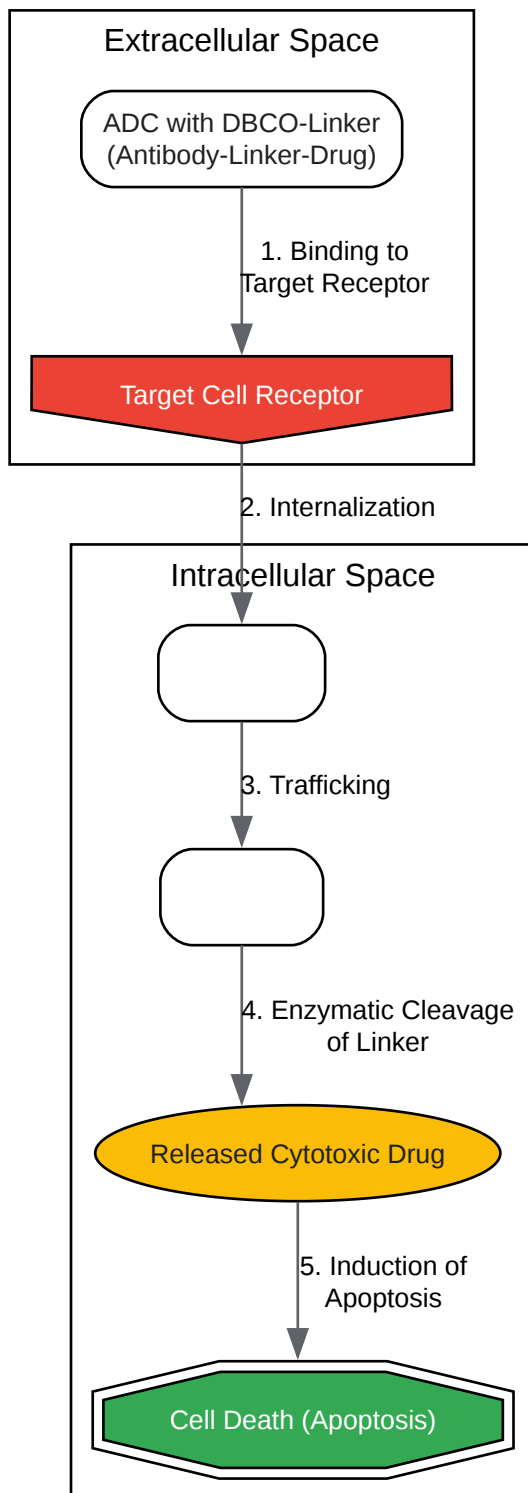 Extracellular Space
ADC with DBCO-Linker
(Antibody-Linker-Drug)
1. Binding to
Target Receptor
Target Cell Receptor
2. Internalization
Intracellular Space
3. Trafficking
4. Enzymatic Cleavage
of Linker
Released Cytotoxic Drug
5. Induction of
Apoptosis
Cell Death (Apoptosis)